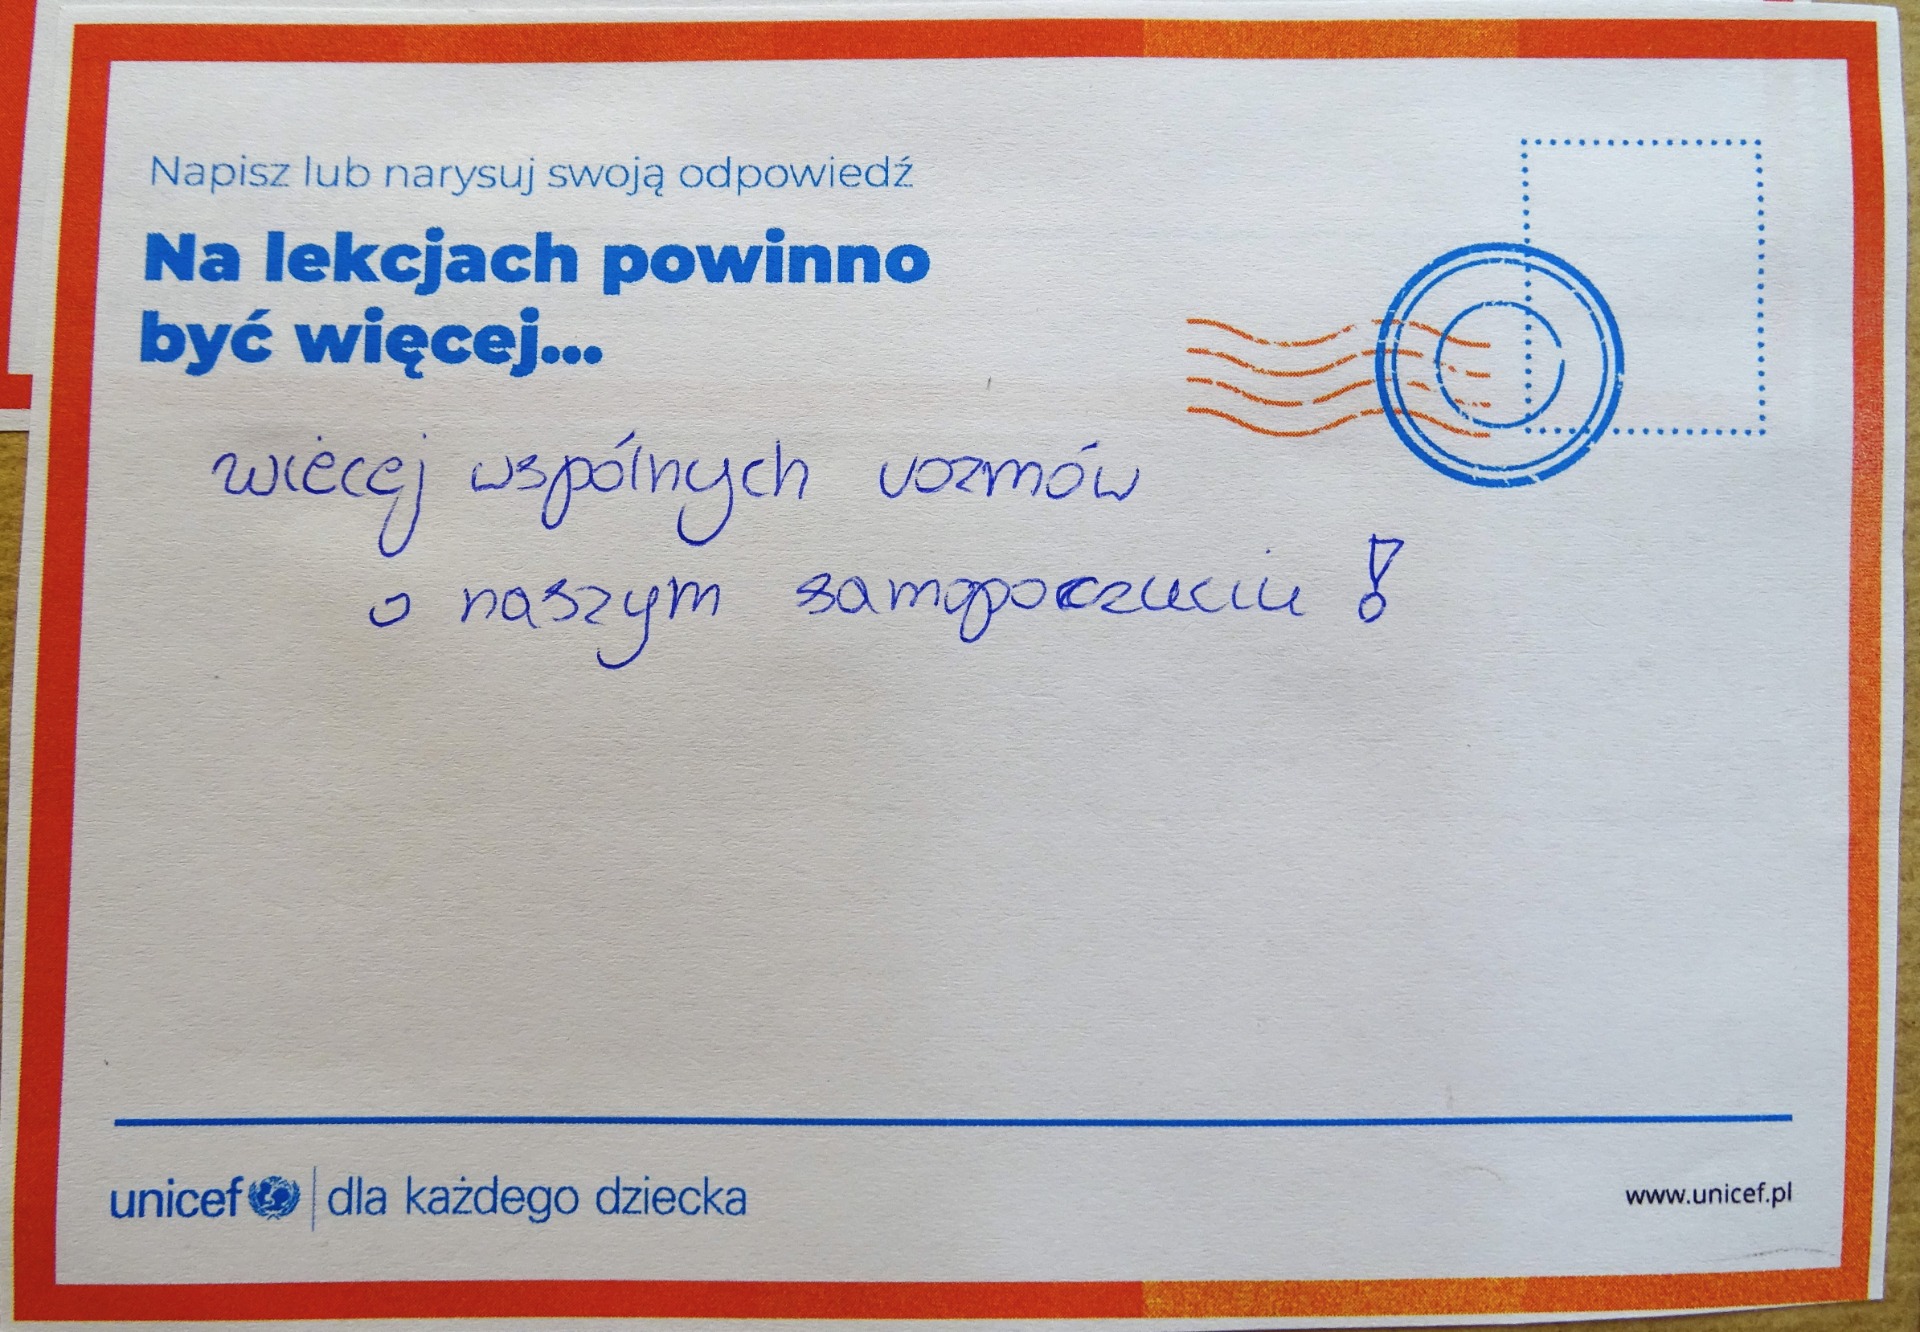 Napisz lub narysuj swoją odpowiedź
Na lekcjach powinno
być więcej...
więcej wspólnych rozmów
o naszym samopoczuciu!
unicef dla każdego dziecka
www.unicef.pl